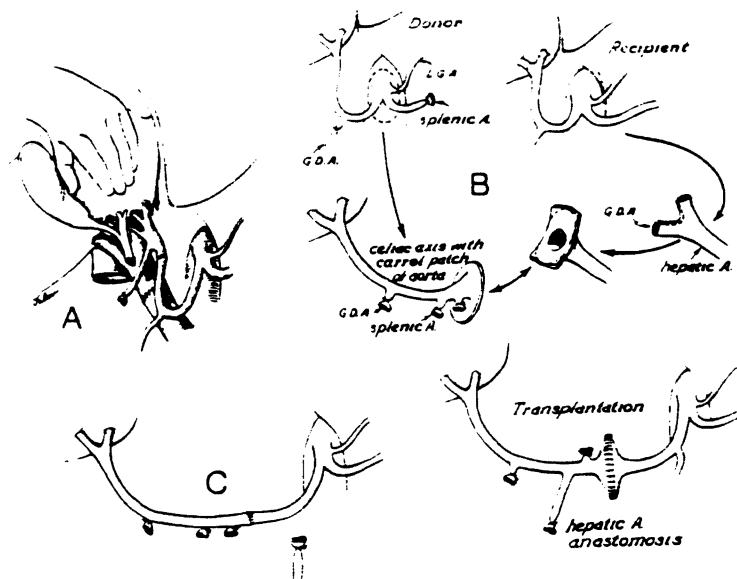 Donor
L.G.A.
splenic A.
G.D.A.
Recipient
A
B
celiac axis with
carrel patch
of aorta
G.D.A.
splenic A.
G.D.A.
hepatic A.
C
Transplantation
hepatic A.
anastomosis